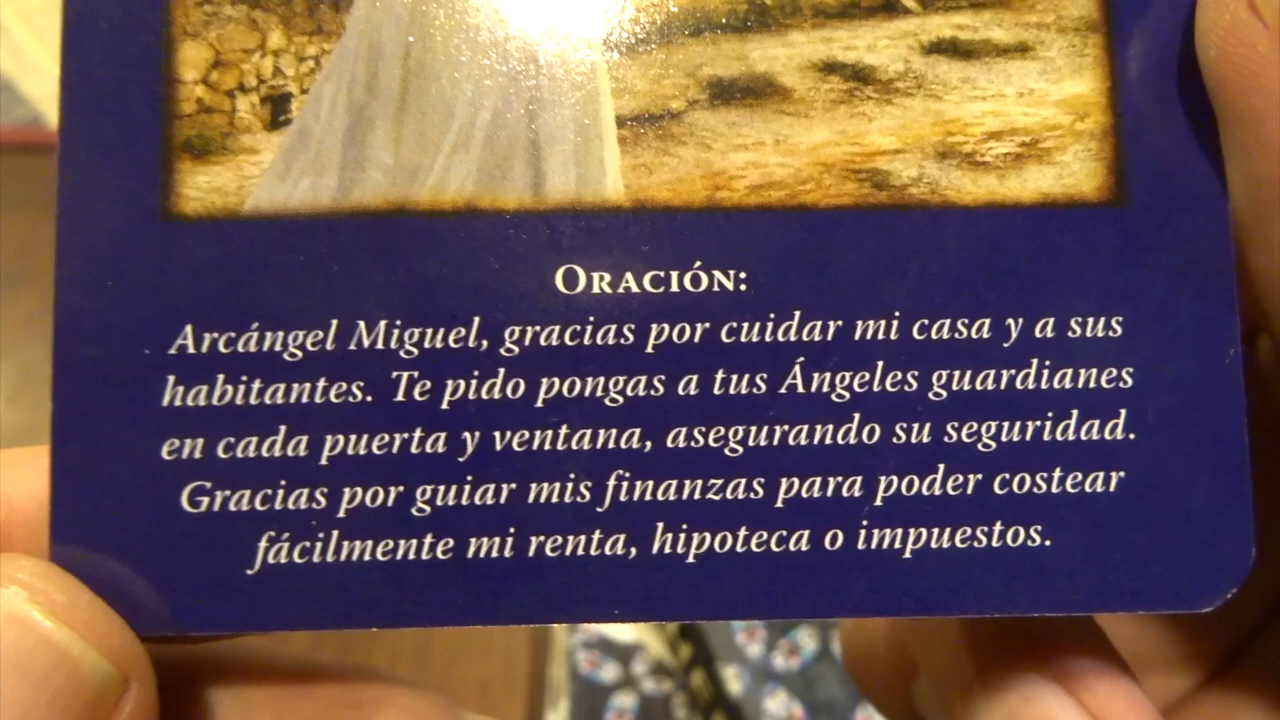 ORACIÓN:
Arcángel Miguel, gracias por cuidar mi casa y a sus
habitantes. Te pido pongas a tus Ángeles guardianes
en cada puerta y ventana, asegurando su seguridad.
Gracias por guiar mis finanzas para poder costear
fácilmente mi renta, hipoteca o impuestos.